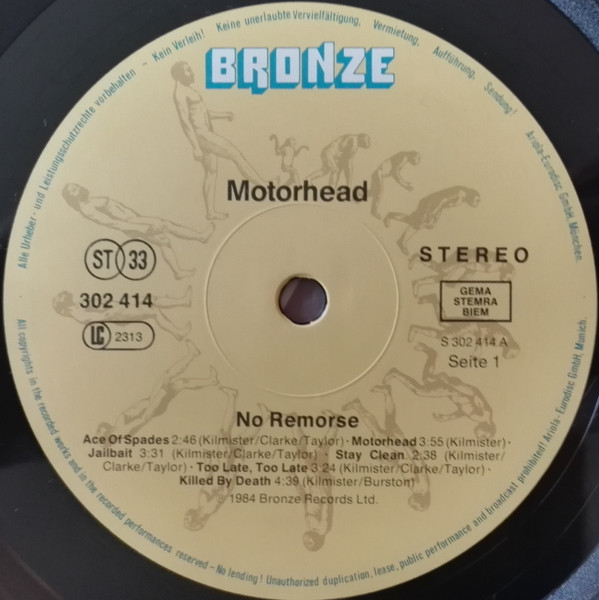 Alle Urheber- und Leistungsschutzrechte vorbehalten – Kein Verleih! Keine unerlaubte Vervielfältigung, Vermietung, Aufführung, Sendung! Ariola-Eurodisc GmbH, München.
BRONZE
Motorhead
ST 33
STEREO
302 414
GEMA
STEMRA
BIEM
LC 2313
S 302 414 A
Seite 1
No Remorse
Ace Of Spades 2:46 (Kilmister/Clarke/Taylor) · Motorhead 3:55 (Kilmister) ·
Jailbait 3:31 (Kilmister/Clarke/Taylor) · Stay Clean 2:38 (Kilmister/
Clarke/Taylor) · Too Late, Too Late 3:24 (Kilmister/Clarke/Taylor) ·
Killed By Death 4:39 (Kilmister/Burston)
℗ 1984 Bronze Records Ltd.
All copyrights in the recorded works and in the recorded performances reserved – No lending! Unauthorized duplication, lease, public performance and broadcast prohibited! Ariola-Eurodisc GmbH, Munich.